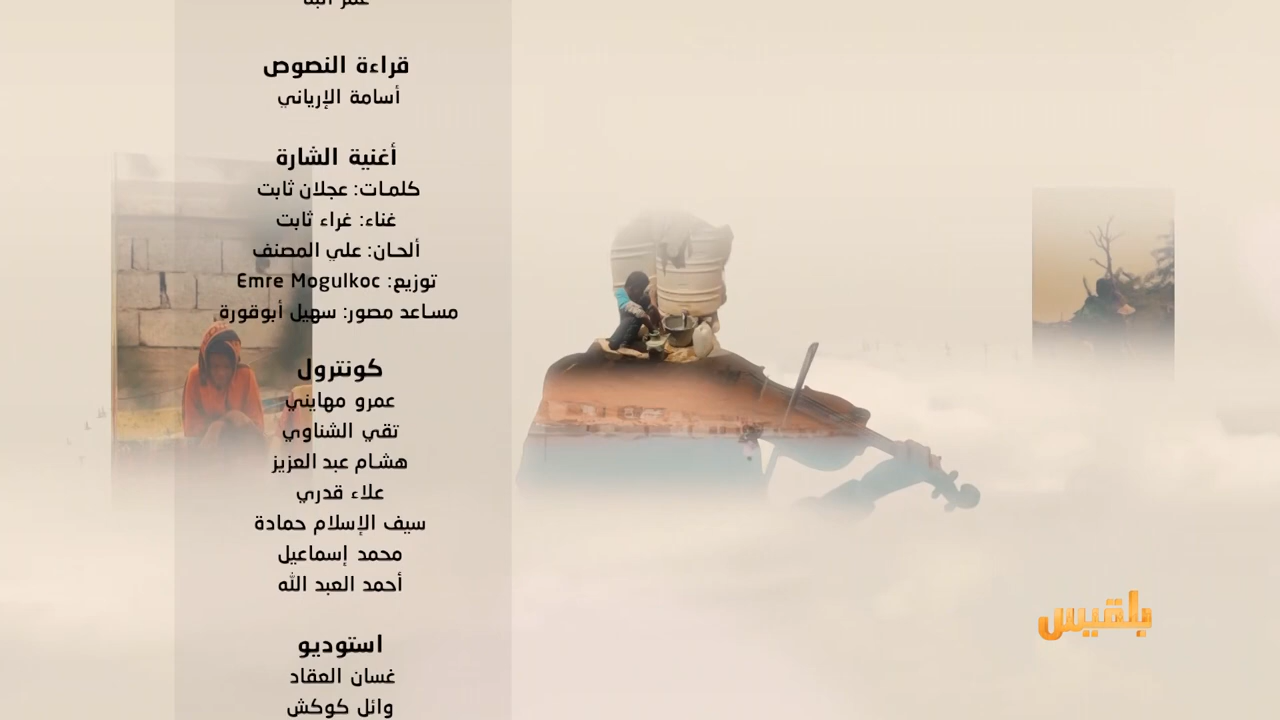 قراءة النصوص
أسامة الإرياني
أغنية الشارة
كلمات: عجلان ثابت
غناء: غراء ثابت
ألحان: علي المصنف
توزيع: Emre Mogulkoc
مساعد مصور: سهيل أبوقورة
كونترول
عمرو مهايني
تقي الشناوي
هشام عبد العزيز
علاء قدري
سيف الإسلام حمادة
محمد إسماعيل
أحمد العبد الله
استوديو
غسان العقاد
وائل كوكش
بلقيس